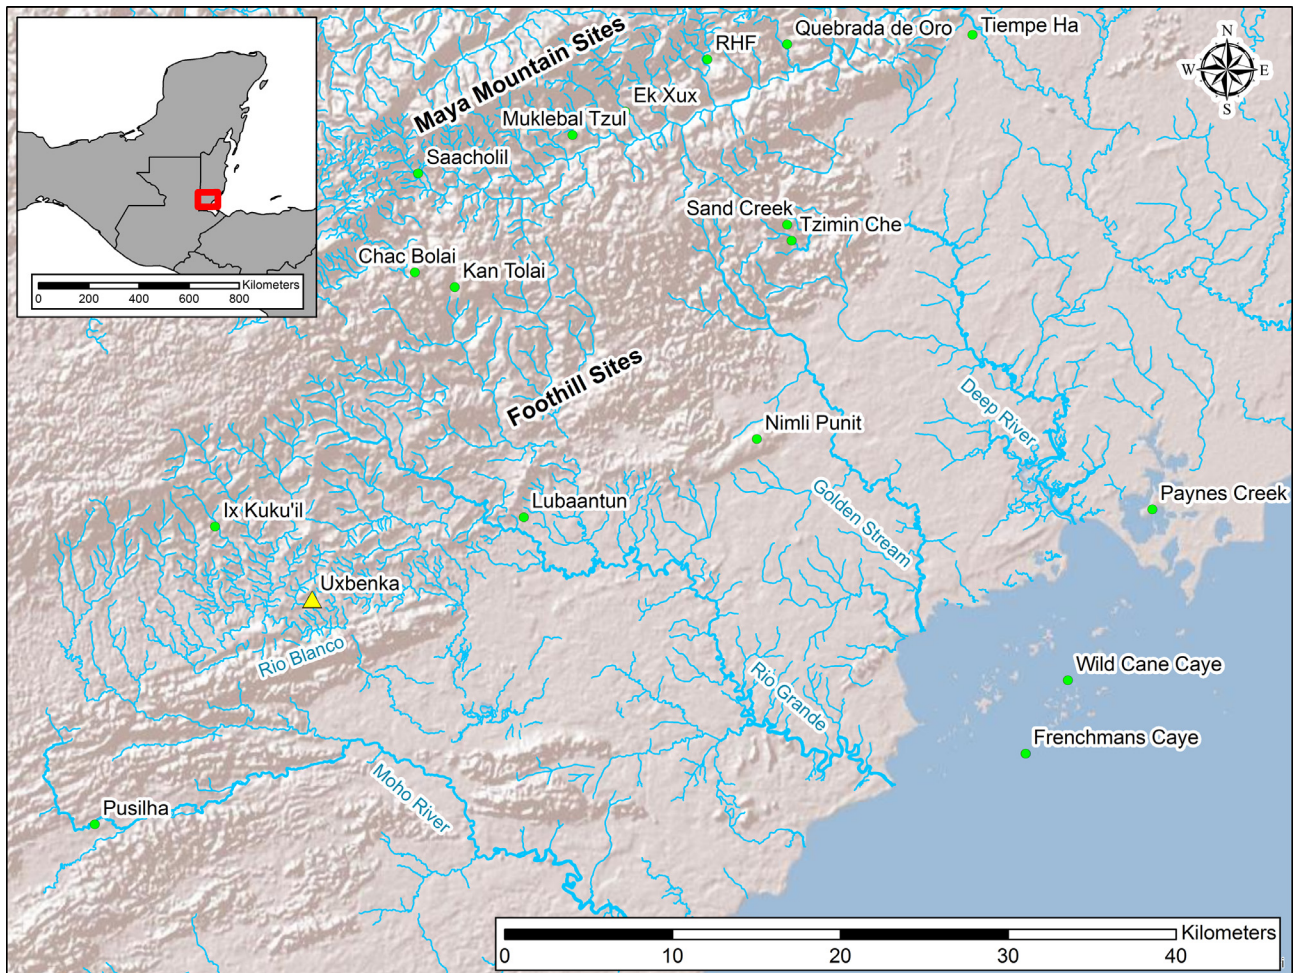 Quebrada de Oro
Tiempe Ha
N
W
E
S
RHF
Maya Mountain Sites
Ek Xux
Muklebal Tzul
Saacholil
Sand Creek
Tzimin Che
Chac Bolai
Kan Tolai
Kilometers
0 200 400 600 800
Foothill Sites
Deep River
Nimli Punit
Golden Stream
Paynes Creek
Lubaantun
Ix Kuku'il
Uxbenka
Rio Blanco
Wild Cane Caye
Rio Grande
Frenchmans Caye
Moho River
Pusilha
Kilometers
0 10 20 30 40